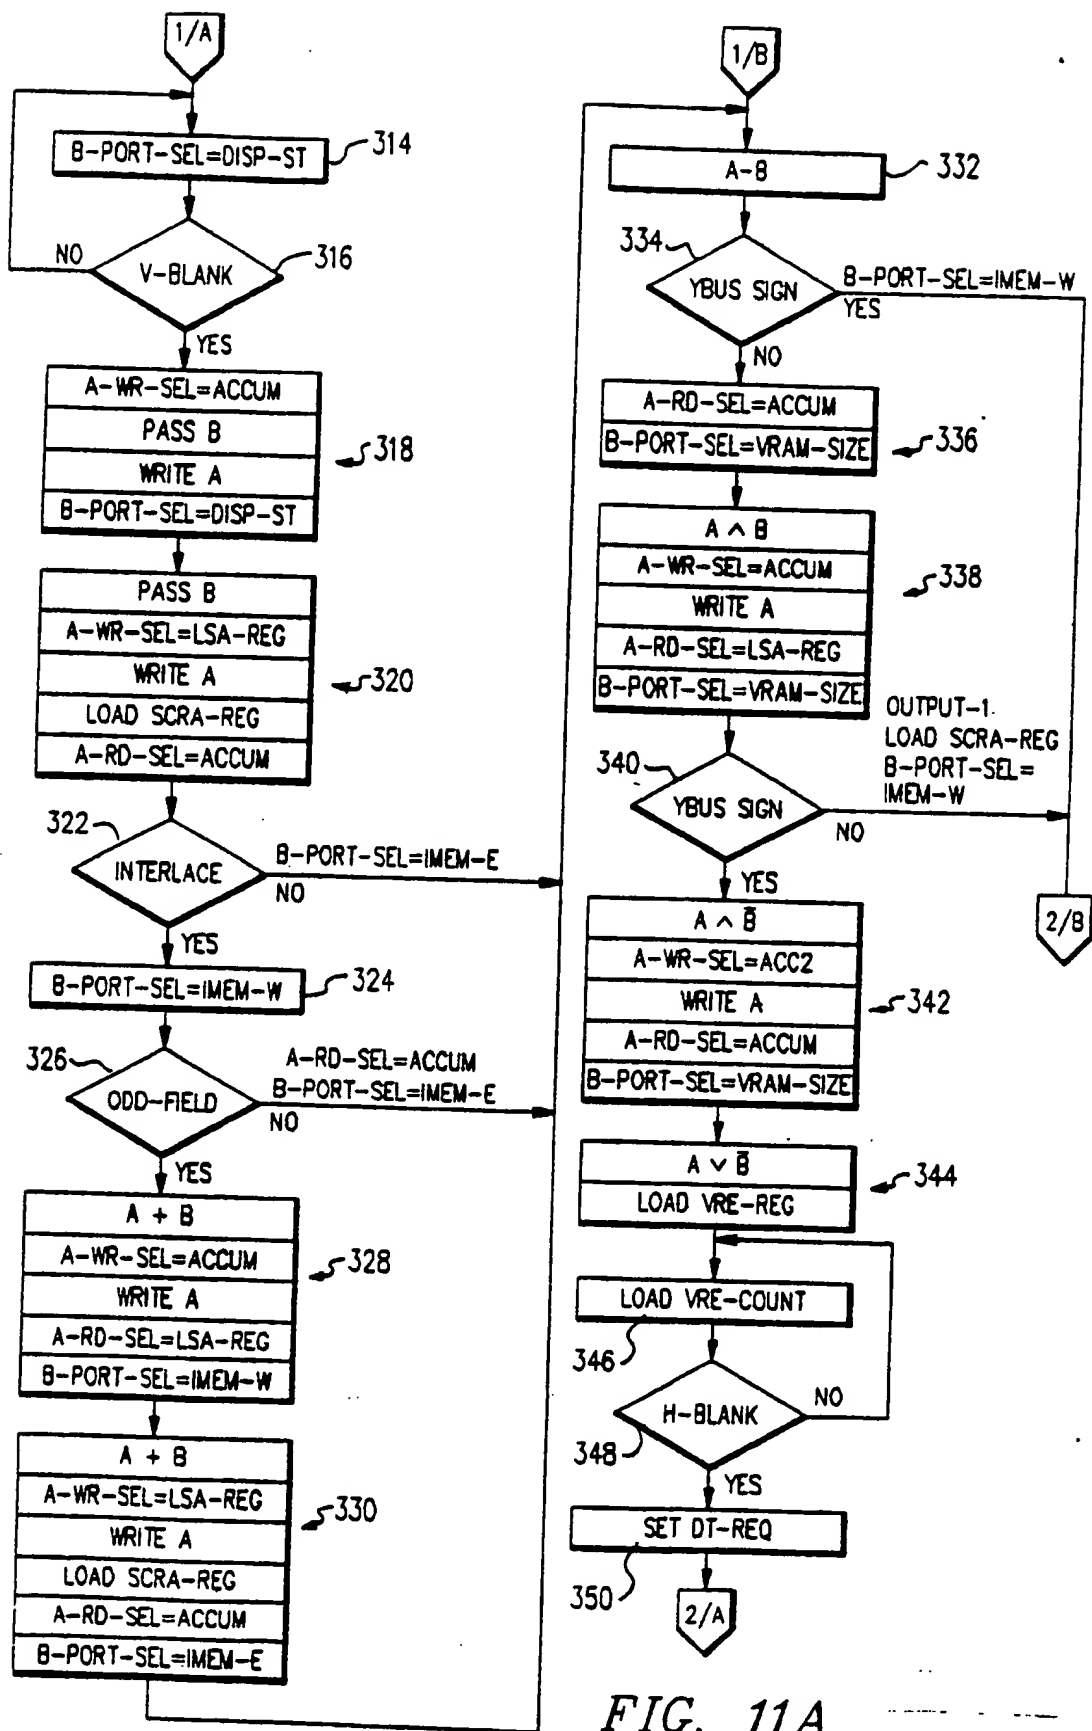 1/A
B-PORT-SEL=DISP-ST
314
V-BLANK
316
NO
YES
A-WR-SEL=ACCUM
PASS B
WRITE A
B-PORT-SEL=DISP-ST
318
PASS B
A-WR-SEL=LSA-REG
WRITE A
LOAD SCRA-REG
A-RD-SEL=ACCUM
320
322
INTERLACE
B-PORT-SEL=IMEM-E
NO
YES
B-PORT-SEL=IMEM-W
324
326
ODD-FIELD
A-RD-SEL=ACCUM
B-PORT-SEL=IMEM-E
NO
YES
A + B
A-WR-SEL=ACCUM
WRITE A
A-RD-SEL=LSA-REG
B-PORT-SEL=IMEM-W
328
A + B
A-WR-SEL=LSA-REG
WRITE A
LOAD SCRA-REG
A-RD-SEL=ACCUM
B-PORT-SEL=IMEM-E
330
1/B
A-B
332
334
YBUS SIGN
B-PORT-SEL=IMEM-W
YES
NO
A-RD-SEL=ACCUM
B-PORT-SEL=VRAM-SIZE
336
A ∧ B
A-WR-SEL=ACCUM
WRITE A
A-RD-SEL=LSA-REG
B-PORT-SEL=VRAM-SIZE
338
340
YBUS SIGN
OUTPUT-1.
LOAD SCRA-REG
B-PORT-SEL=
IMEM-W
NO
YES
2/B
A ∧ B̅
A-WR-SEL=ACC2
WRITE A
A-RD-SEL=ACCUM
B-PORT-SEL=VRAM-SIZE
342
A ∨ B̅
LOAD VRE-REG
344
LOAD VRE-COUNT
346
H-BLANK
348
NO
YES
SET DT-REQ
350
2/A
FIG. 11A